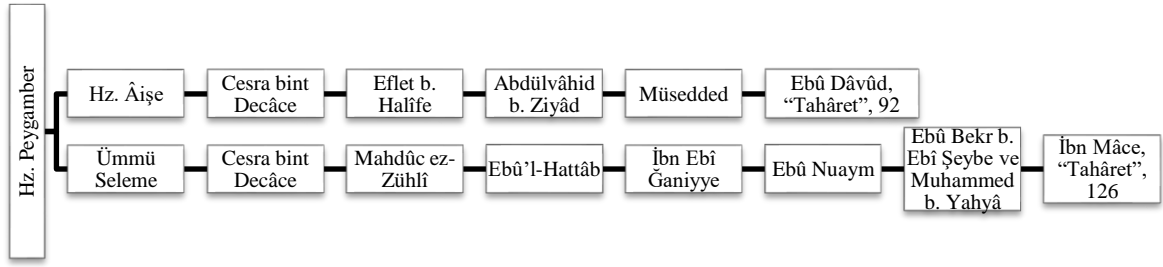 Hz. Peygamber
Hz. Âişe
Cesra bint
Decâce
Eflet b.
Halîfe
Abdülvâhid
b. Ziyâd
Müsedded
Ebû Dâvûd,
“Tahâret”, 92
Ümmü
Seleme
Cesra bint
Decâce
Mahdûc ez-
Zühlî
Ebû’l-Hattâb
İbn Ebî
Ğaniyye
Ebû Nuaym
Ebû Bekr b.
Ebî Şeybe ve
Muhammed
b. Yahyâ
İbn Mâce,
“Tahâret”,
126